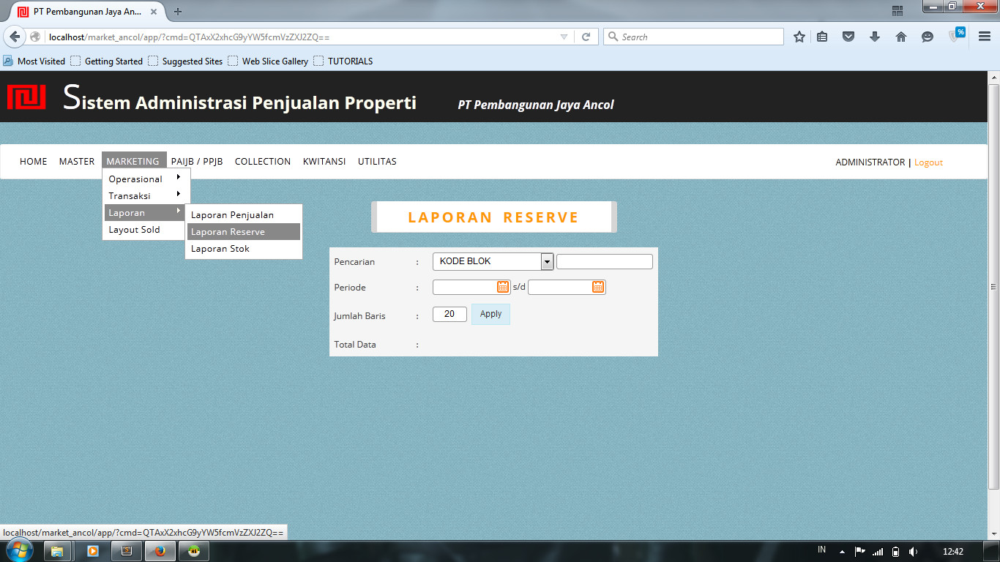 PT Pembangunan Jaya An...
localhost/market_ancol/app/?cmd=QTAxX2xhcG9yYW5fcmVzZXJ2ZQ==
Search
%
Most Visited Getting Started Suggested Sites Web Slice Gallery TUTORIALS
Sistem Administrasi Penjualan Properti PT Pembangunan Jaya Ancol
HOME MASTER MARKETING PAIJB / PPJB COLLECTION KWITANSI UTILITAS ADMINISTRATOR | Logout
Operasional
Transaksi
Laporan
Layout Sold
Laporan Penjualan
Laporan Reserve
Laporan Stok
LAPORAN RESERVE
Pencarian : KODE BLOK
Periode : s/d
Jumlah Baris : 20 Apply
Total Data :
localhost/market_ancol/app/?cmd=QTAxX2xhcG9yYW5fcmVzZXJ2ZQ==
IN 12:42